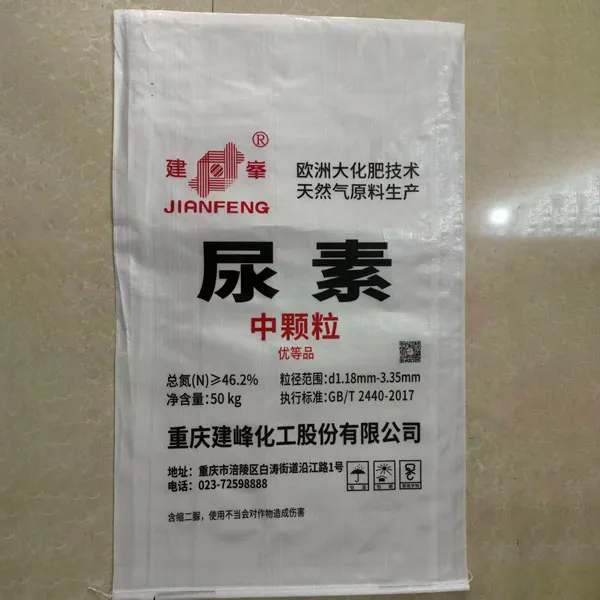 建峯®
JIANFENG
欧洲大化肥技术
天然气原料生产
尿素
中颗粒
优等品
总氮(N)≥46.2% 粒径范围:d1.18mm-3.35mm
净含量:50 kg 执行标准:GB/T 2440-2017
重庆建峰化工股份有限公司
地址：重庆市涪陵区白涛街道沿江路1号
电话：023-72598888
含缩二脲，使用不当会对作物造成伤害